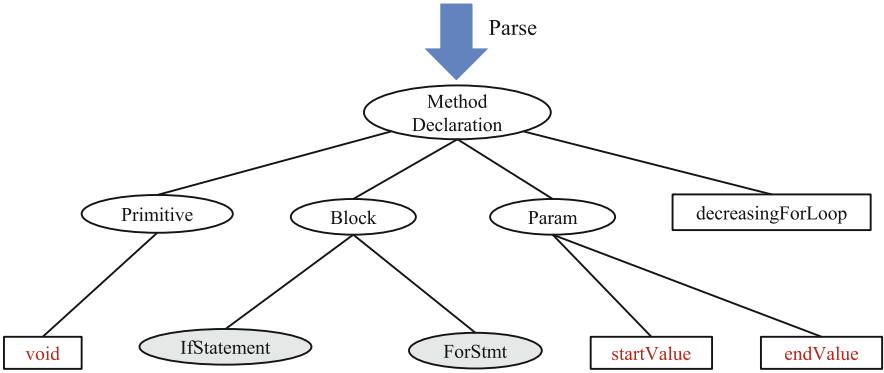 Parse
Method
Declaration
Primitive
Block
Param
decreasingForLoop
void
IfStatement
ForStmt
startValue
endValue